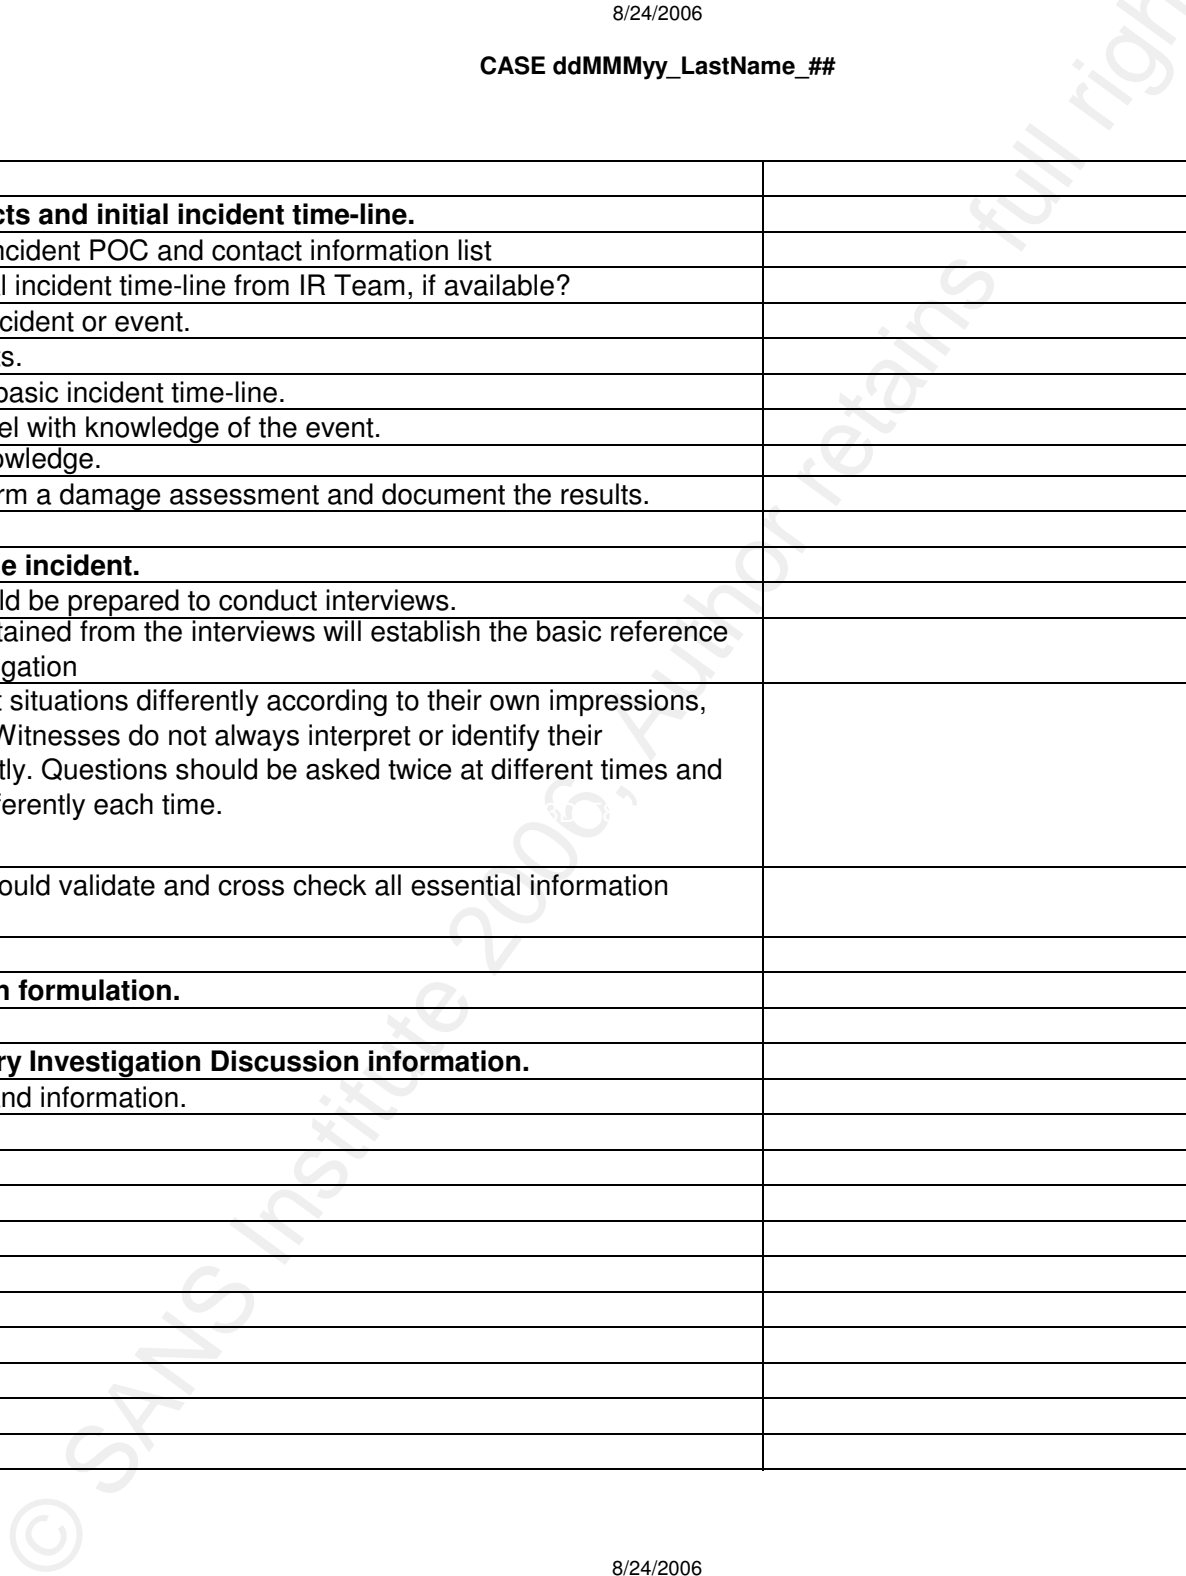 8/24/2006
CASE ddMMMyy_LastName_##
cts and initial incident time-line.
ncident POC and contact information list
l incident time-line from IR Team, if available?
cident or event.
ts.
basic incident time-line.
el with knowledge of the event.
owledge.
rm a damage assessment and document the results.
e incident.
ld be prepared to conduct interviews.
tained from the interviews will establish the basic reference
gation
t situations differently according to their own impressions,
Witnesses do not always interpret or identify their
tly. Questions should be asked twice at different times and
ferently each time.
ould validate and cross check all essential information
n formulation.
ry Investigation Discussion information.
nd information.
© SANS Institute 2006, Author retains full righ
8/24/2006